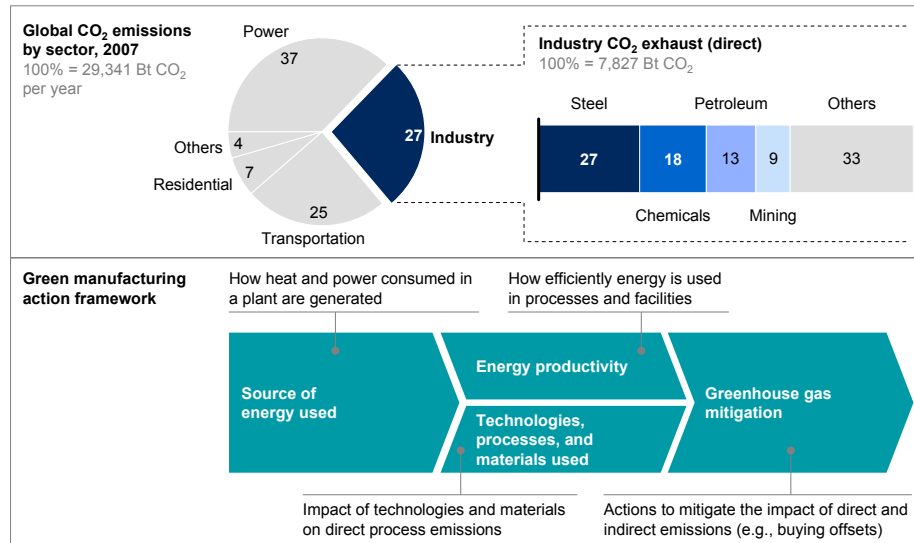 Global CO2 emissions
by sector, 2007
100% = 29,341 Bt CO2
per year
Power
37
27
Industry
Others
4
Residential
7
25
Transportation
Industry CO2 exhaust (direct)
100% = 7,827 Bt CO2
Steel
Petroleum
Others
27
18
13
9
33
Chemicals
Mining
Green manufacturing
action framework
How heat and power consumed in
a plant are generated
How efficiently energy is used
in processes and facilities
Source of
energy used
Energy productivity
Technologies,
processes, and
materials used
Greenhouse gas
mitigation
Impact of technologies and materials
on direct process emissions
Actions to mitigate the impact of direct and
indirect emissions (e.g., buying offsets)